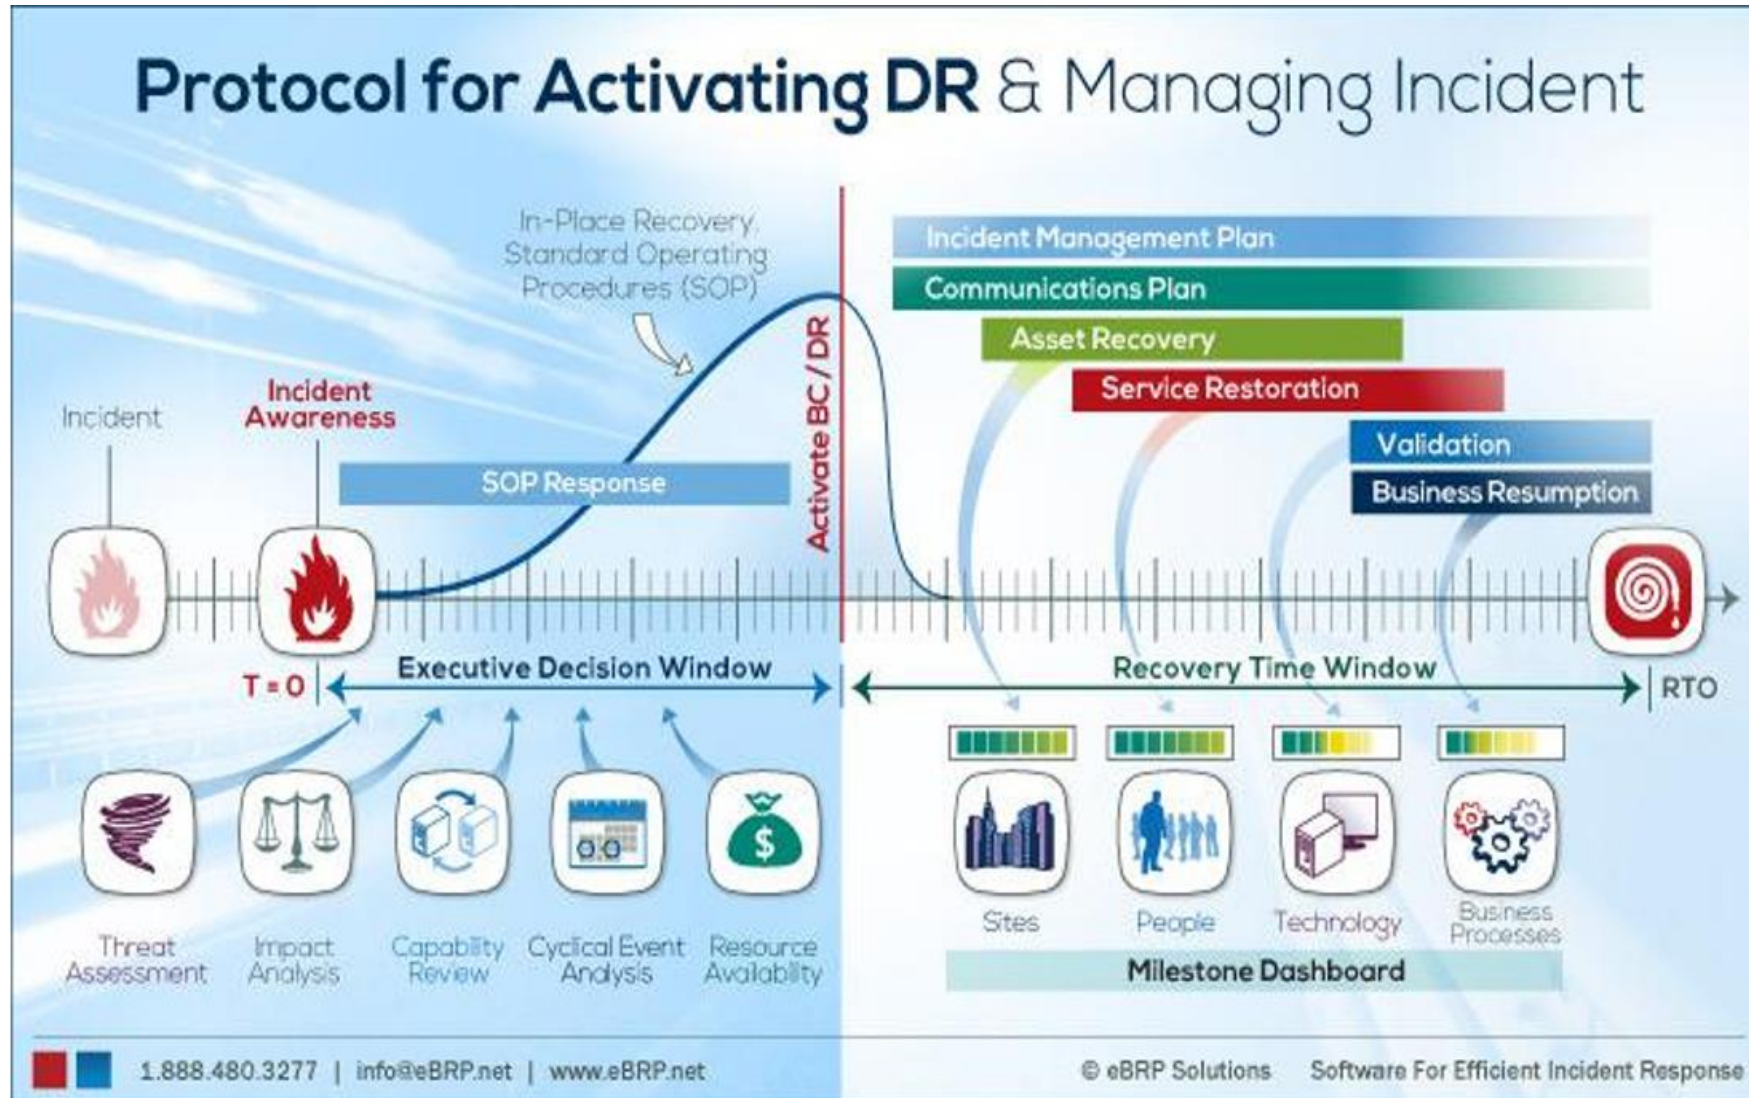 Protocol for Activating DR & Managing Incident
In-Place Recovery,
Standard Operating
Procedures (SOP)
Incident Management Plan
Communications Plan
Asset Recovery
Service Restoration
Validation
Business Resumption
Incident
Incident
Awareness
SOP Response
Activate BC / DR
T = 0
Executive Decision Window
Recovery Time Window
RTO
$
Threat
Assessment
Impact
Analysis
Capability
Review
Cyclical Event
Analysis
Resource
Availability
Sites
People
Technology
Business
Processes
Milestone Dashboard
1.888.480.3277 | info@eBRP.net | www.eBRP.net
© eBRP Solutions
Software For Efficient Incident Response